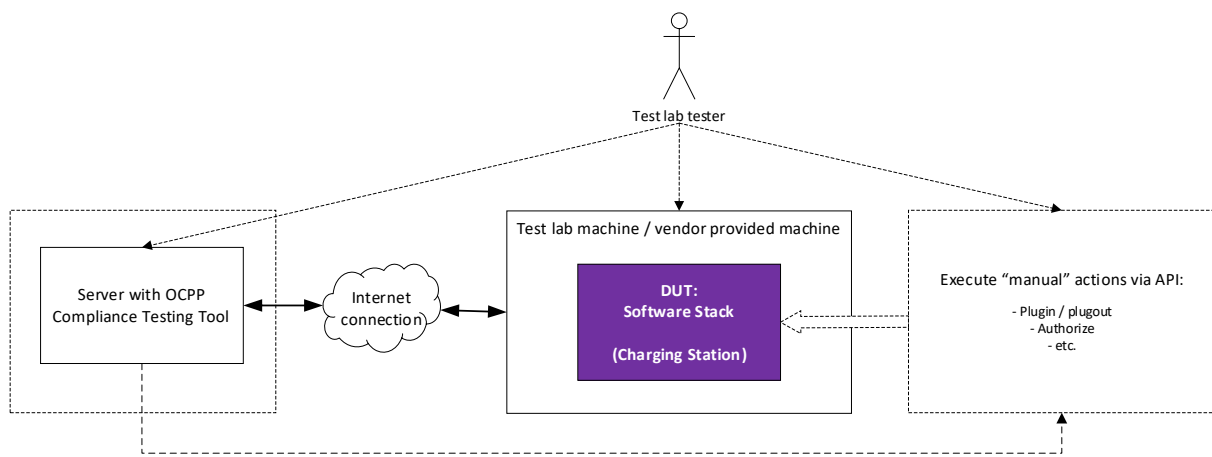 Test lab tester
Server with OCPP
Compliance Testing Tool
Internet
connection
Test lab machine / vendor provided machine
DUT:
Software Stack
(Charging Station)
Execute “manual” actions via API:
- Plugin / plugout
- Authorize
- etc.